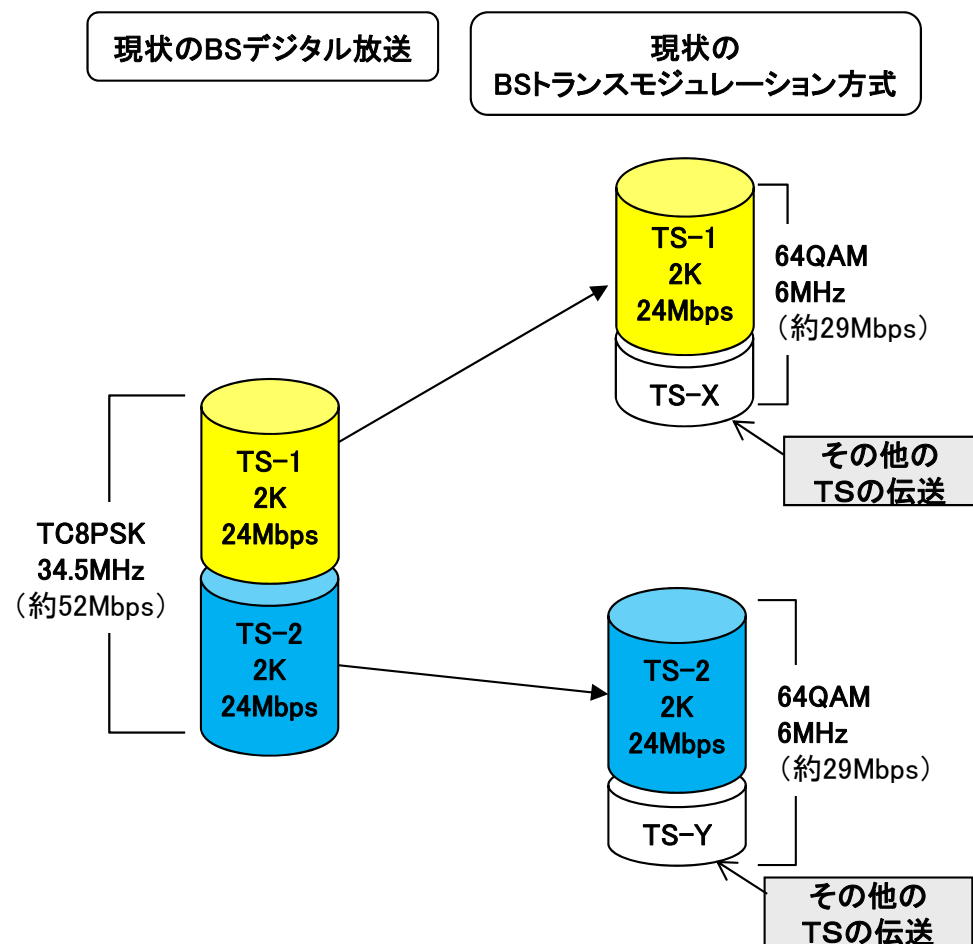 現状のBSデジタル放送
現状の
BSトランスモジュレーション方式
TS-1
2K
24Mbps
64QAM
6MHz
（約29Mbps）
TS-X
その他の
TSの伝送
TC8PSK
34.5MHz
（約52Mbps）
TS-1
2K
24Mbps
TS-2
2K
24Mbps
TS-2
2K
24Mbps
64QAM
6MHz
（約29Mbps）
TS-Y
その他の
TSの伝送